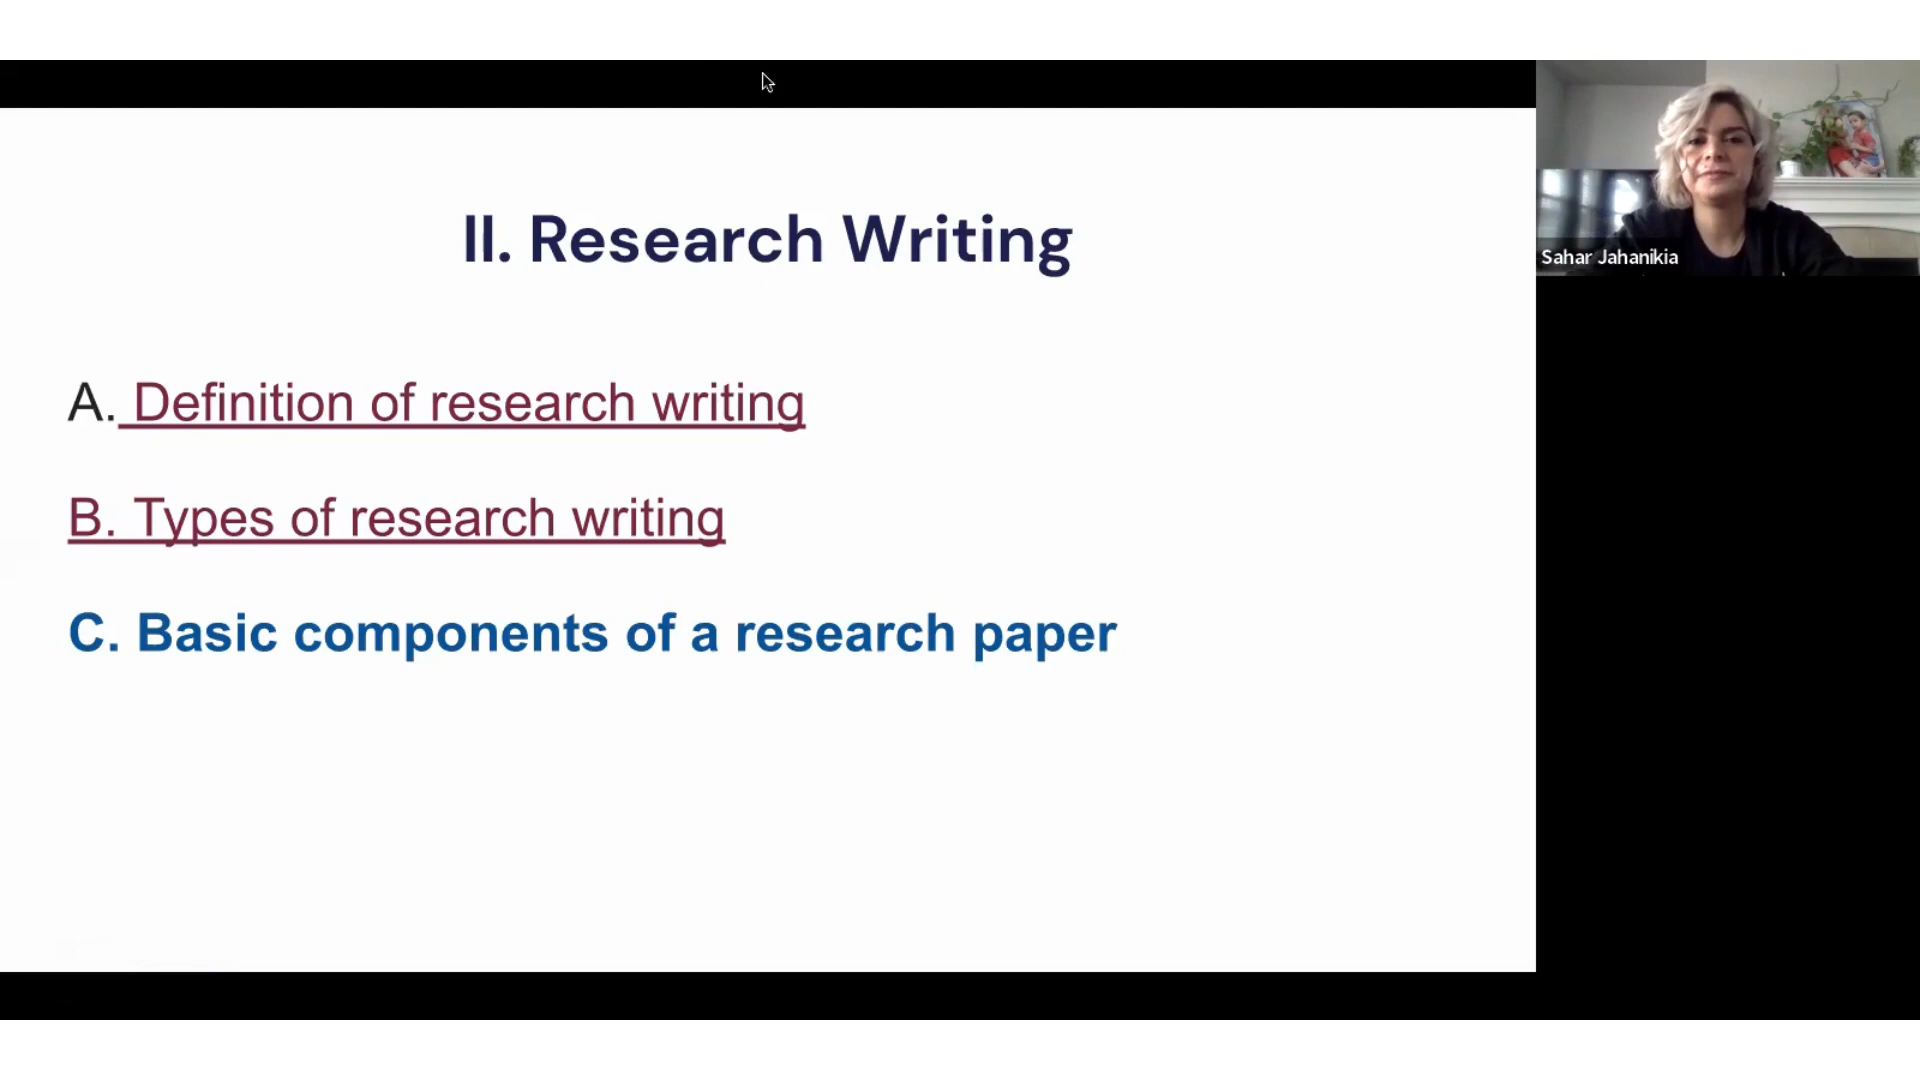 II. Research Writing
A. Definition of research writing
B. Types of research writing
C. Basic components of a research paper
Sahar Jahanikia